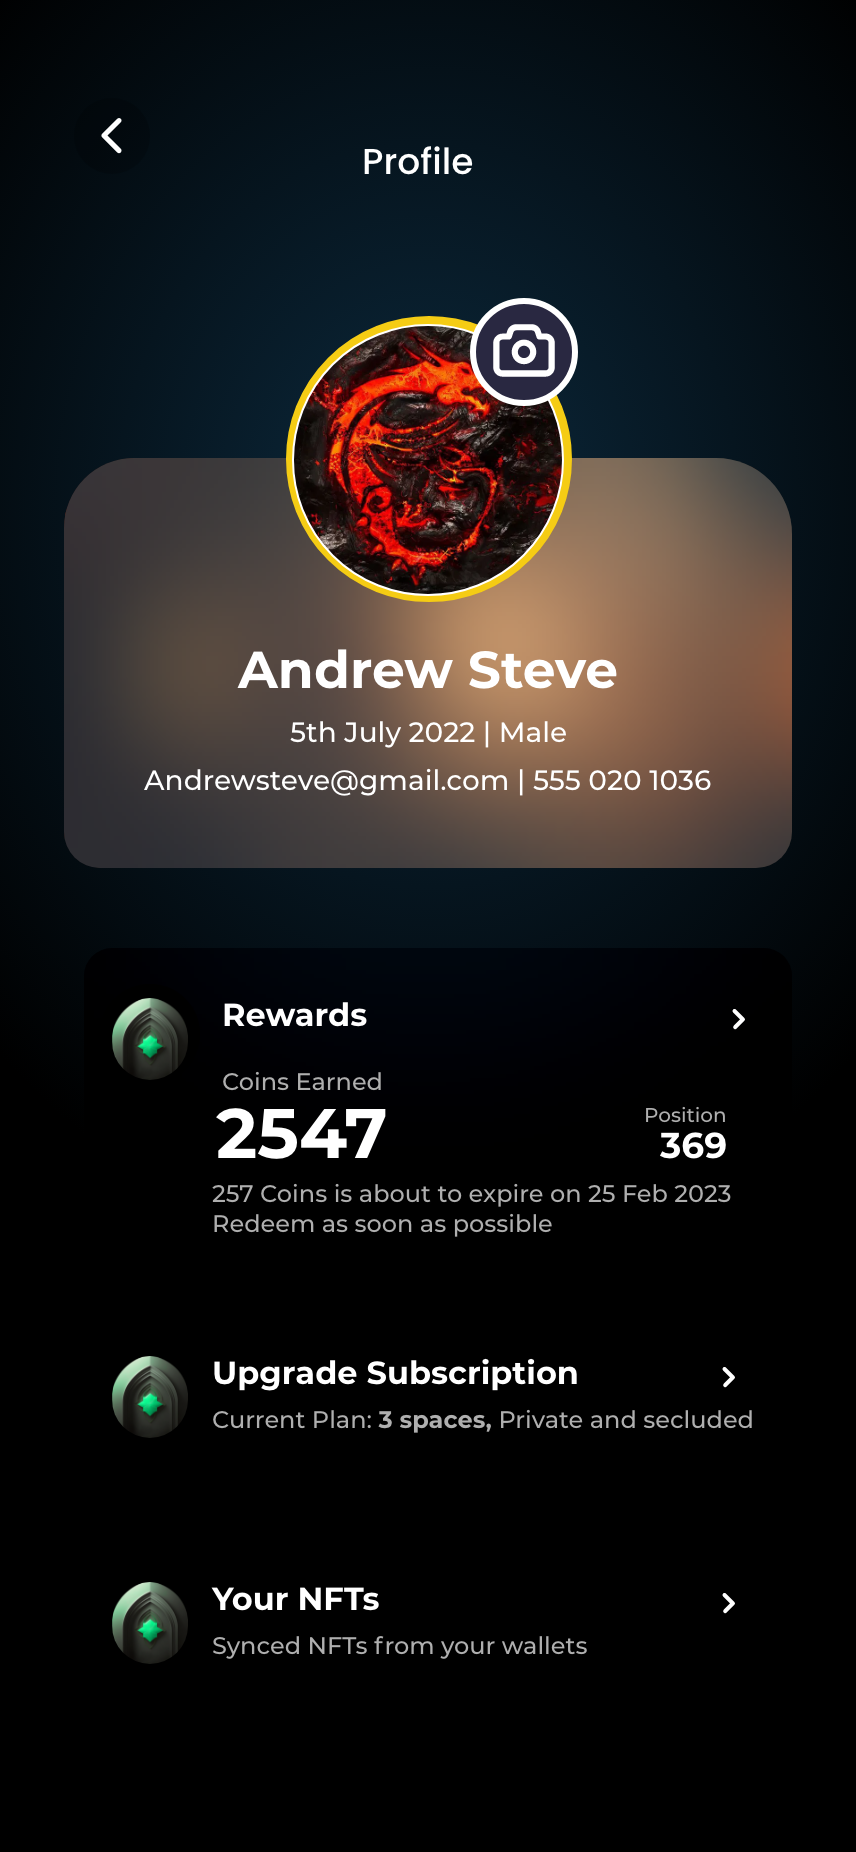 Profile
Andrew Steve
5th July 2022 | Male
Andrewsteve@gmail.com | 555 020 1036
Rewards
Coins Earned
2547
Position
369
257 Coins is about to expire on 25 Feb 2023
Redeem as soon as possible
Upgrade Subscription
Current Plan: 3 spaces, Private and secluded
Your NFTs
Synced NFTs from your wallets